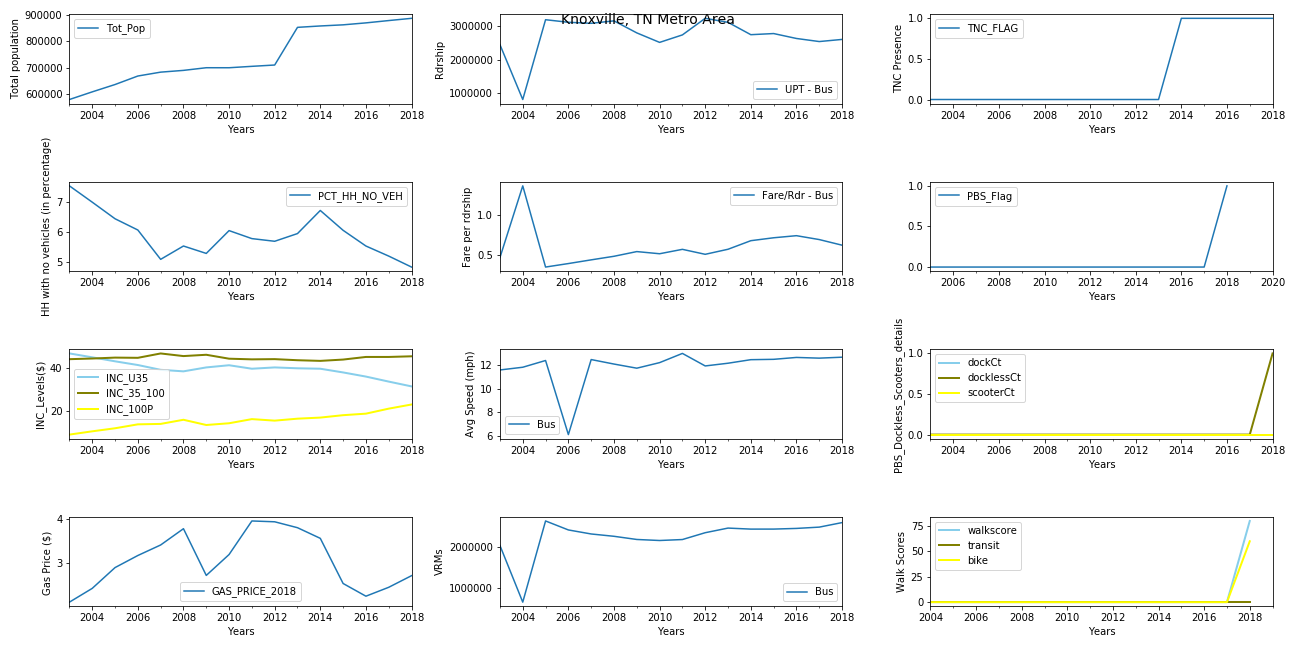 Knoxville, TN Metro Area
Total population
900000
800000
700000
600000
Tot_Pop
2004 2006 2008 2010 2012 2014 2016 2018
Years
Rdrship
3000000
2000000
1000000
UPT - Bus
2004 2006 2008 2010 2012 2014 2016 2018
Years
TNC Presence
1.0
0.5
0.0
TNC_FLAG
2004 2006 2008 2010 2012 2014 2016 2018
Years
HH with no vehicles (in percentage)
7
6
5
PCT_HH_NO_VEH
2004 2006 2008 2010 2012 2014 2016 2018
Years
Fare per rdrship
1.0
0.5
Fare/Rdr - Bus
2004 2006 2008 2010 2012 2014 2016 2018
Years
1.0
0.5
0.0
PBS_Flag
2006 2008 2010 2012 2014 2016 2018 2020
Years
INC_Levels($)
40
20
INC_U35
INC_35_100
INC_100P
2004 2006 2008 2010 2012 2014 2016 2018
Years
Avg Speed (mph)
12
10
8
6
Bus
2004 2006 2008 2010 2012 2014 2016 2018
Years
PBS_Dockless_Scooters_details
1.0
0.5
0.0
dockCt
docklessCt
scooterCt
2004 2006 2008 2010 2012 2014 2016 2018
Years
Gas Price ($)
4
3
GAS_PRICE_2018
2004 2006 2008 2010 2012 2014 2016 2018
Years
VRMs
2000000
1000000
Bus
2004 2006 2008 2010 2012 2014 2016 2018
Years
Walk Scores
75
50
25
0
walkscore
transit
bike
2004 2006 2008 2010 2012 2014 2016 2018
Years